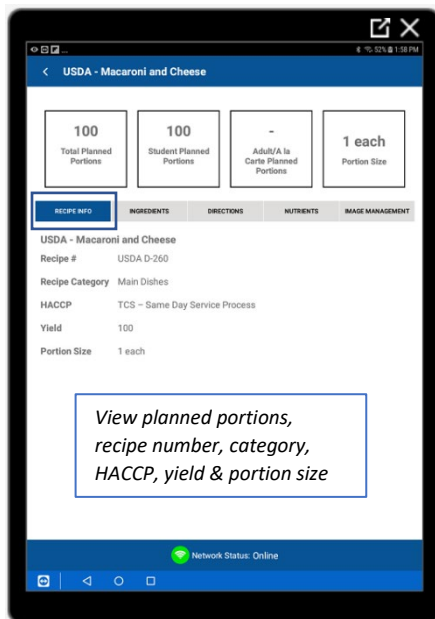 52% 1:58 PM
< USDA - Macaroni and Cheese
100
Total Planned
Portions
100
Student Planned
Portions
-
Adult/A la
Carte Planned
Portions
1 each
Portion Size
RECIPE INFO INGREDIENTS DIRECTIONS NUTRIENTS IMAGE MANAGEMENT
USDA - Macaroni and Cheese
Recipe # USDA D-260
Recipe Category Main Dishes
HACCP TCS – Same Day Service Process
Yield 100
Portion Size 1 each
View planned portions,
recipe number, category,
HACCP, yield & portion size
Network Status: Online